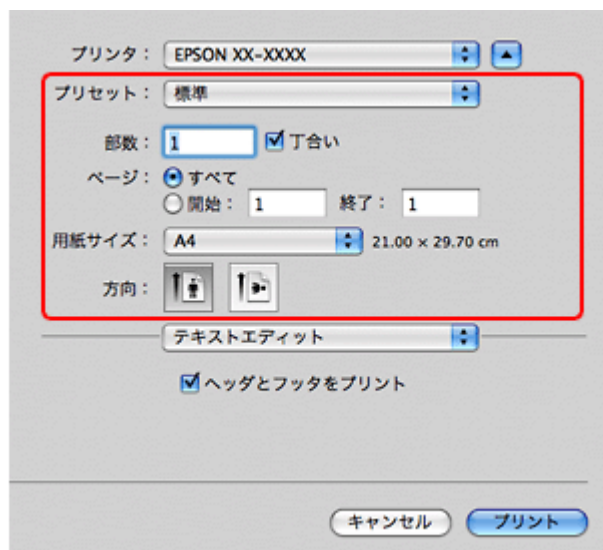 プリンタ： EPSON XX-XXXX
プリセット： 標準
部数： 1 丁合い
ページ： すべて
開始： 1 終了： 1
用紙サイズ： A4 21.00 × 29.70 cm
方向：
テキストエディット
ヘッダとフッタをプリント
キャンセル プリント